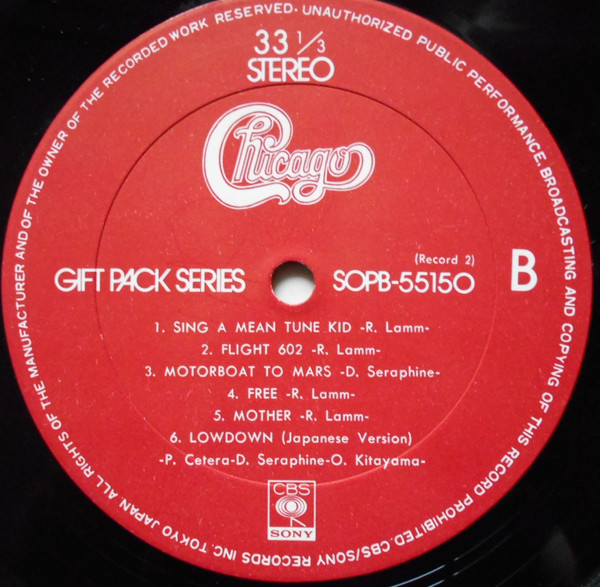 33 1/3
STEREO
Chicago
(Record 2)
GIFT PACK SERIES
SOPB-55150
B
1. SING A MEAN TUNE KID -R. Lamm-
2. FLIGHT 602 -R. Lamm-
3. MOTORBOAT TO MARS -D. Seraphine-
4. FREE -R. Lamm-
5. MOTHER -R. Lamm-
6. LOWDOWN (Japanese Version)
-P. Cetera-D. Seraphine-O. Kitayama-
CBS
SONY
ALL RIGHTS OF THE MANUFACTURER AND OF THE OWNER OF THE RECORDED WORK RESERVED. UNAUTHORIZED PUBLIC PERFORMANCE, BROADCASTING AND COPYING OF THIS RECORD PROHIBITED. CBS/SONY RECORDS INC. TOKYO JAPAN